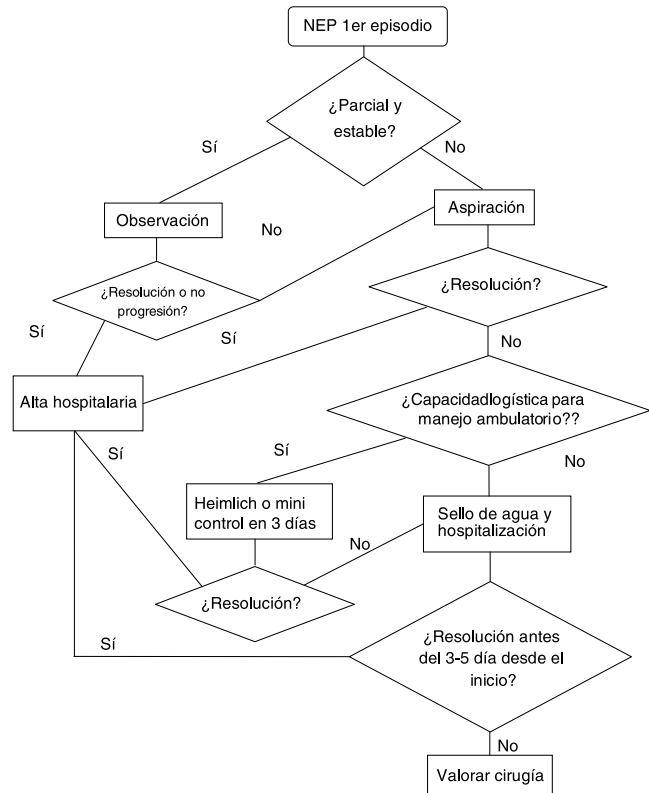 NEP 1er episodio
¿Parcial y
estable?
Sí
No
Observación
No
Aspiración
¿Resolución o no
progresión?
¿Resolución?
Sí
Sí
No
Alta hospitalaria
¿Capacidadlogística para
manejo ambulatorio??
Sí
Sí
No
Heimlich o mini
control en 3 días
Sello de agua y
hospitalización
No
¿Resolución?
Sí
¿Resolución antes
del 3-5 día desde el
inicio?
No
Valorar cirugía